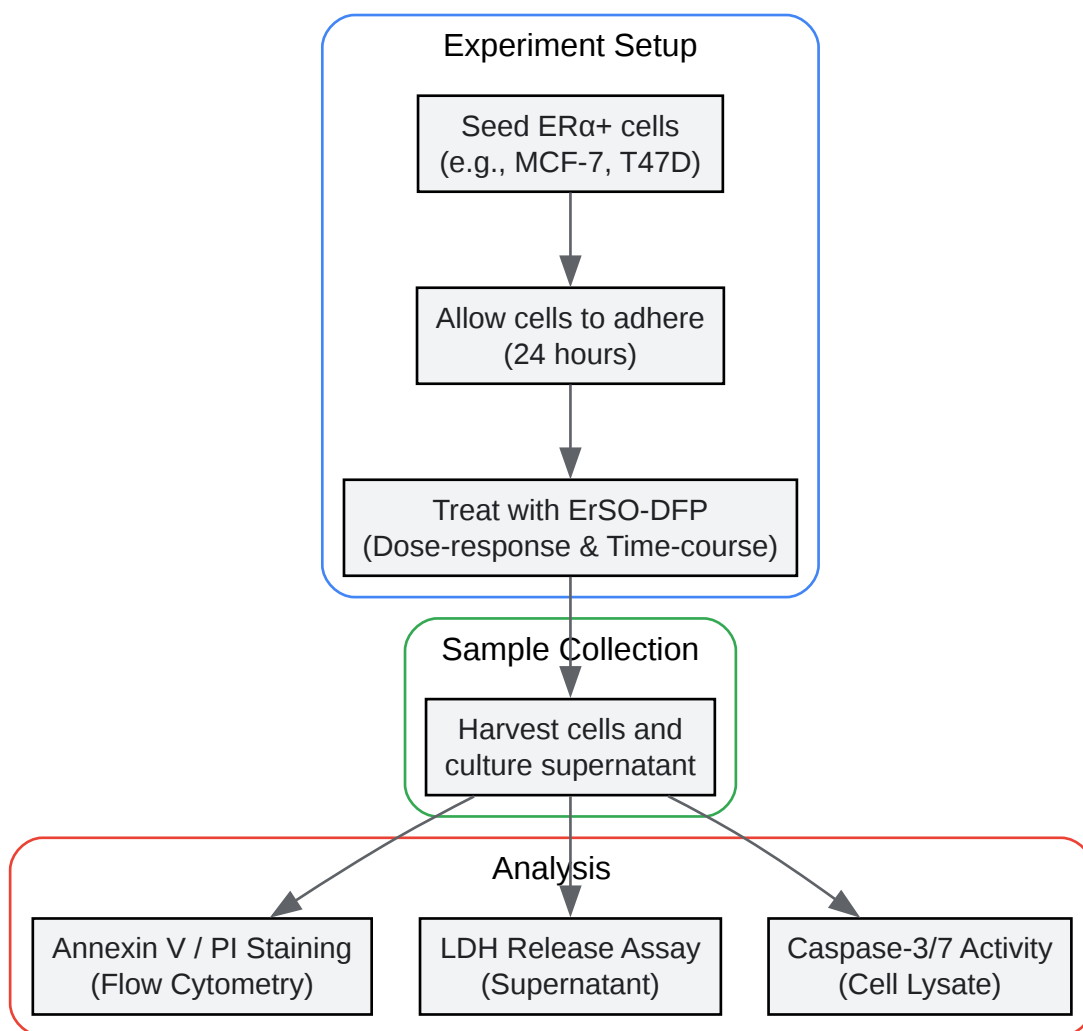 Experiment Setup
Seed ERα+ cells
(e.g., MCF-7, T47D)
Allow cells to adhere
(24 hours)
Treat with ErSO-DFP
(Dose-response & Time-course)
Sample Collection
Harvest cells and
culture supernatant
Analysis
Annexin V / PI Staining
(Flow Cytometry)
LDH Release Assay
(Supernatant)
Caspase-3/7 Activity
(Cell Lysate)